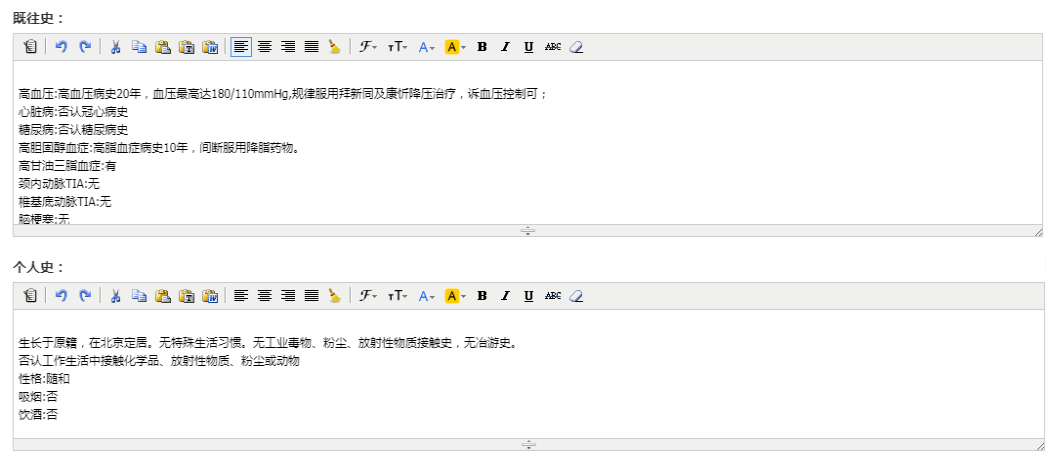 既往史：
高血压:高血压病史20年，血压最高达180/110mmHg,规律服用拜新同及康忻降压治疗，诉血压控制可；
心脏病:否认冠心病史
糖尿病:否认糖尿病史
高胆固醇血症:高脂血症病史10年，间断服用降脂药物。
高甘油三脂血症:有
颈内动脉TIA:无
椎基底动脉TIA:无
脑梗塞:无
个人史：
生长于原籍，在北京定居。无特殊生活习惯。无工业毒物、粉尘、放射性物质接触史，无冶游史。
否认工作生活中接触化学品、放射性物质、粉尘或动物
性格:随和
吸烟:否
饮酒:否